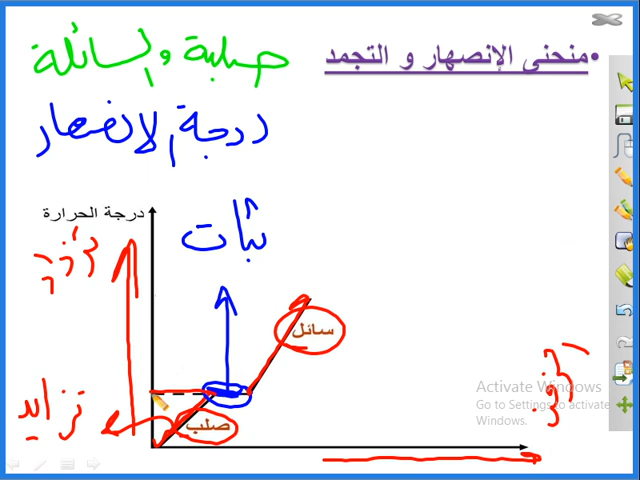 •منحنى الإنصهار و التجمد
صلبة والسائلة
درجة الانصهار
درجة الحرارة
ثبات
سائل
تزايد
صلب
Activate Windows
Go to Settings to activate
Windows.